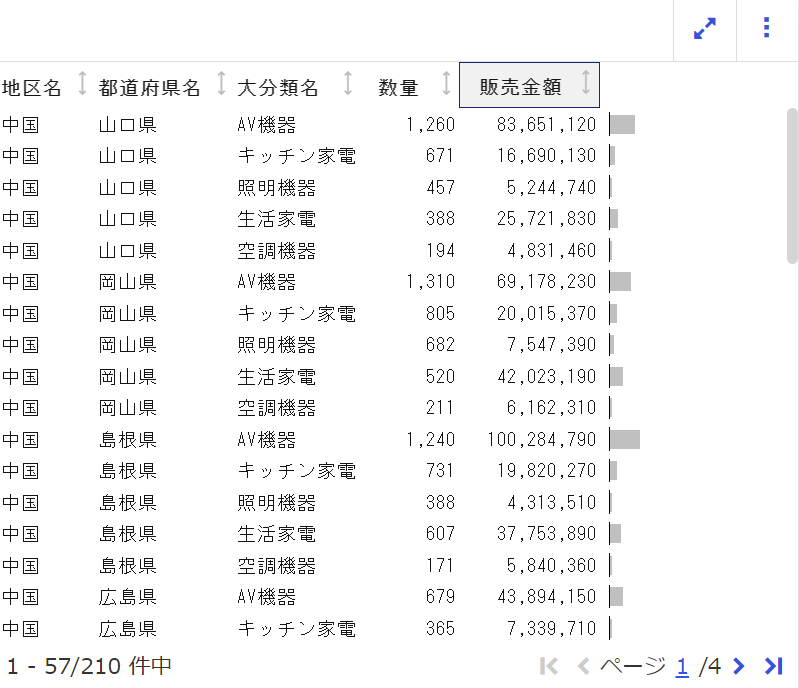 地区名 都道府県名 大分類名 数量 販売金額
中国 山口県 AV機器 1,260 83,651,120
中国 山口県 キッチン家電 671 16,690,130
中国 山口県 照明機器 457 5,244,740
中国 山口県 生活家電 388 25,721,830
中国 山口県 空調機器 194 4,831,460
中国 岡山県 AV機器 1,310 69,178,230
中国 岡山県 キッチン家電 805 20,015,370
中国 岡山県 照明機器 682 7,547,390
中国 岡山県 生活家電 520 42,023,190
中国 岡山県 空調機器 211 6,162,310
中国 島根県 AV機器 1,240 100,284,790
中国 島根県 キッチン家電 731 19,820,270
中国 島根県 照明機器 388 4,313,510
中国 島根県 生活家電 607 37,753,890
中国 島根県 空調機器 171 5,840,360
中国 広島県 AV機器 679 43,894,150
中国 広島県 キッチン家電 365 7,339,710
1 - 57/210 件中 ページ 1 /4